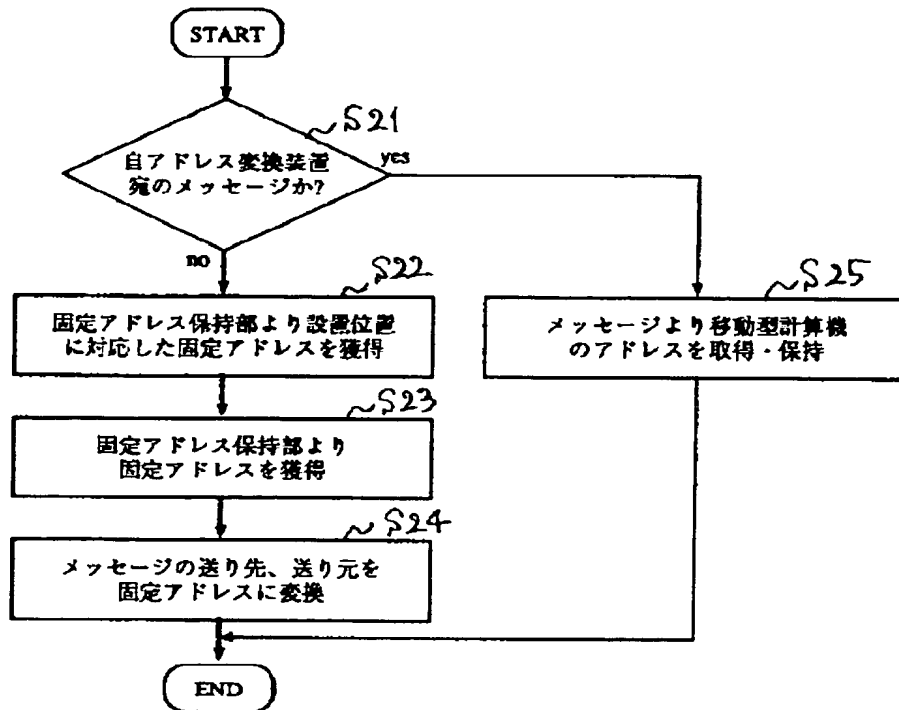 START
S21
自アドレス変換装置
宛のメッセージか?
yes
no
S22
固定アドレス保持部より設置位置
に対応した固定アドレスを獲得
S25
メッセージより移動型計算機
のアドレスを取得・保持
S23
固定アドレス保持部より
固定アドレスを獲得
S24
メッセージの送り先、送り元を
固定アドレスに変換
END